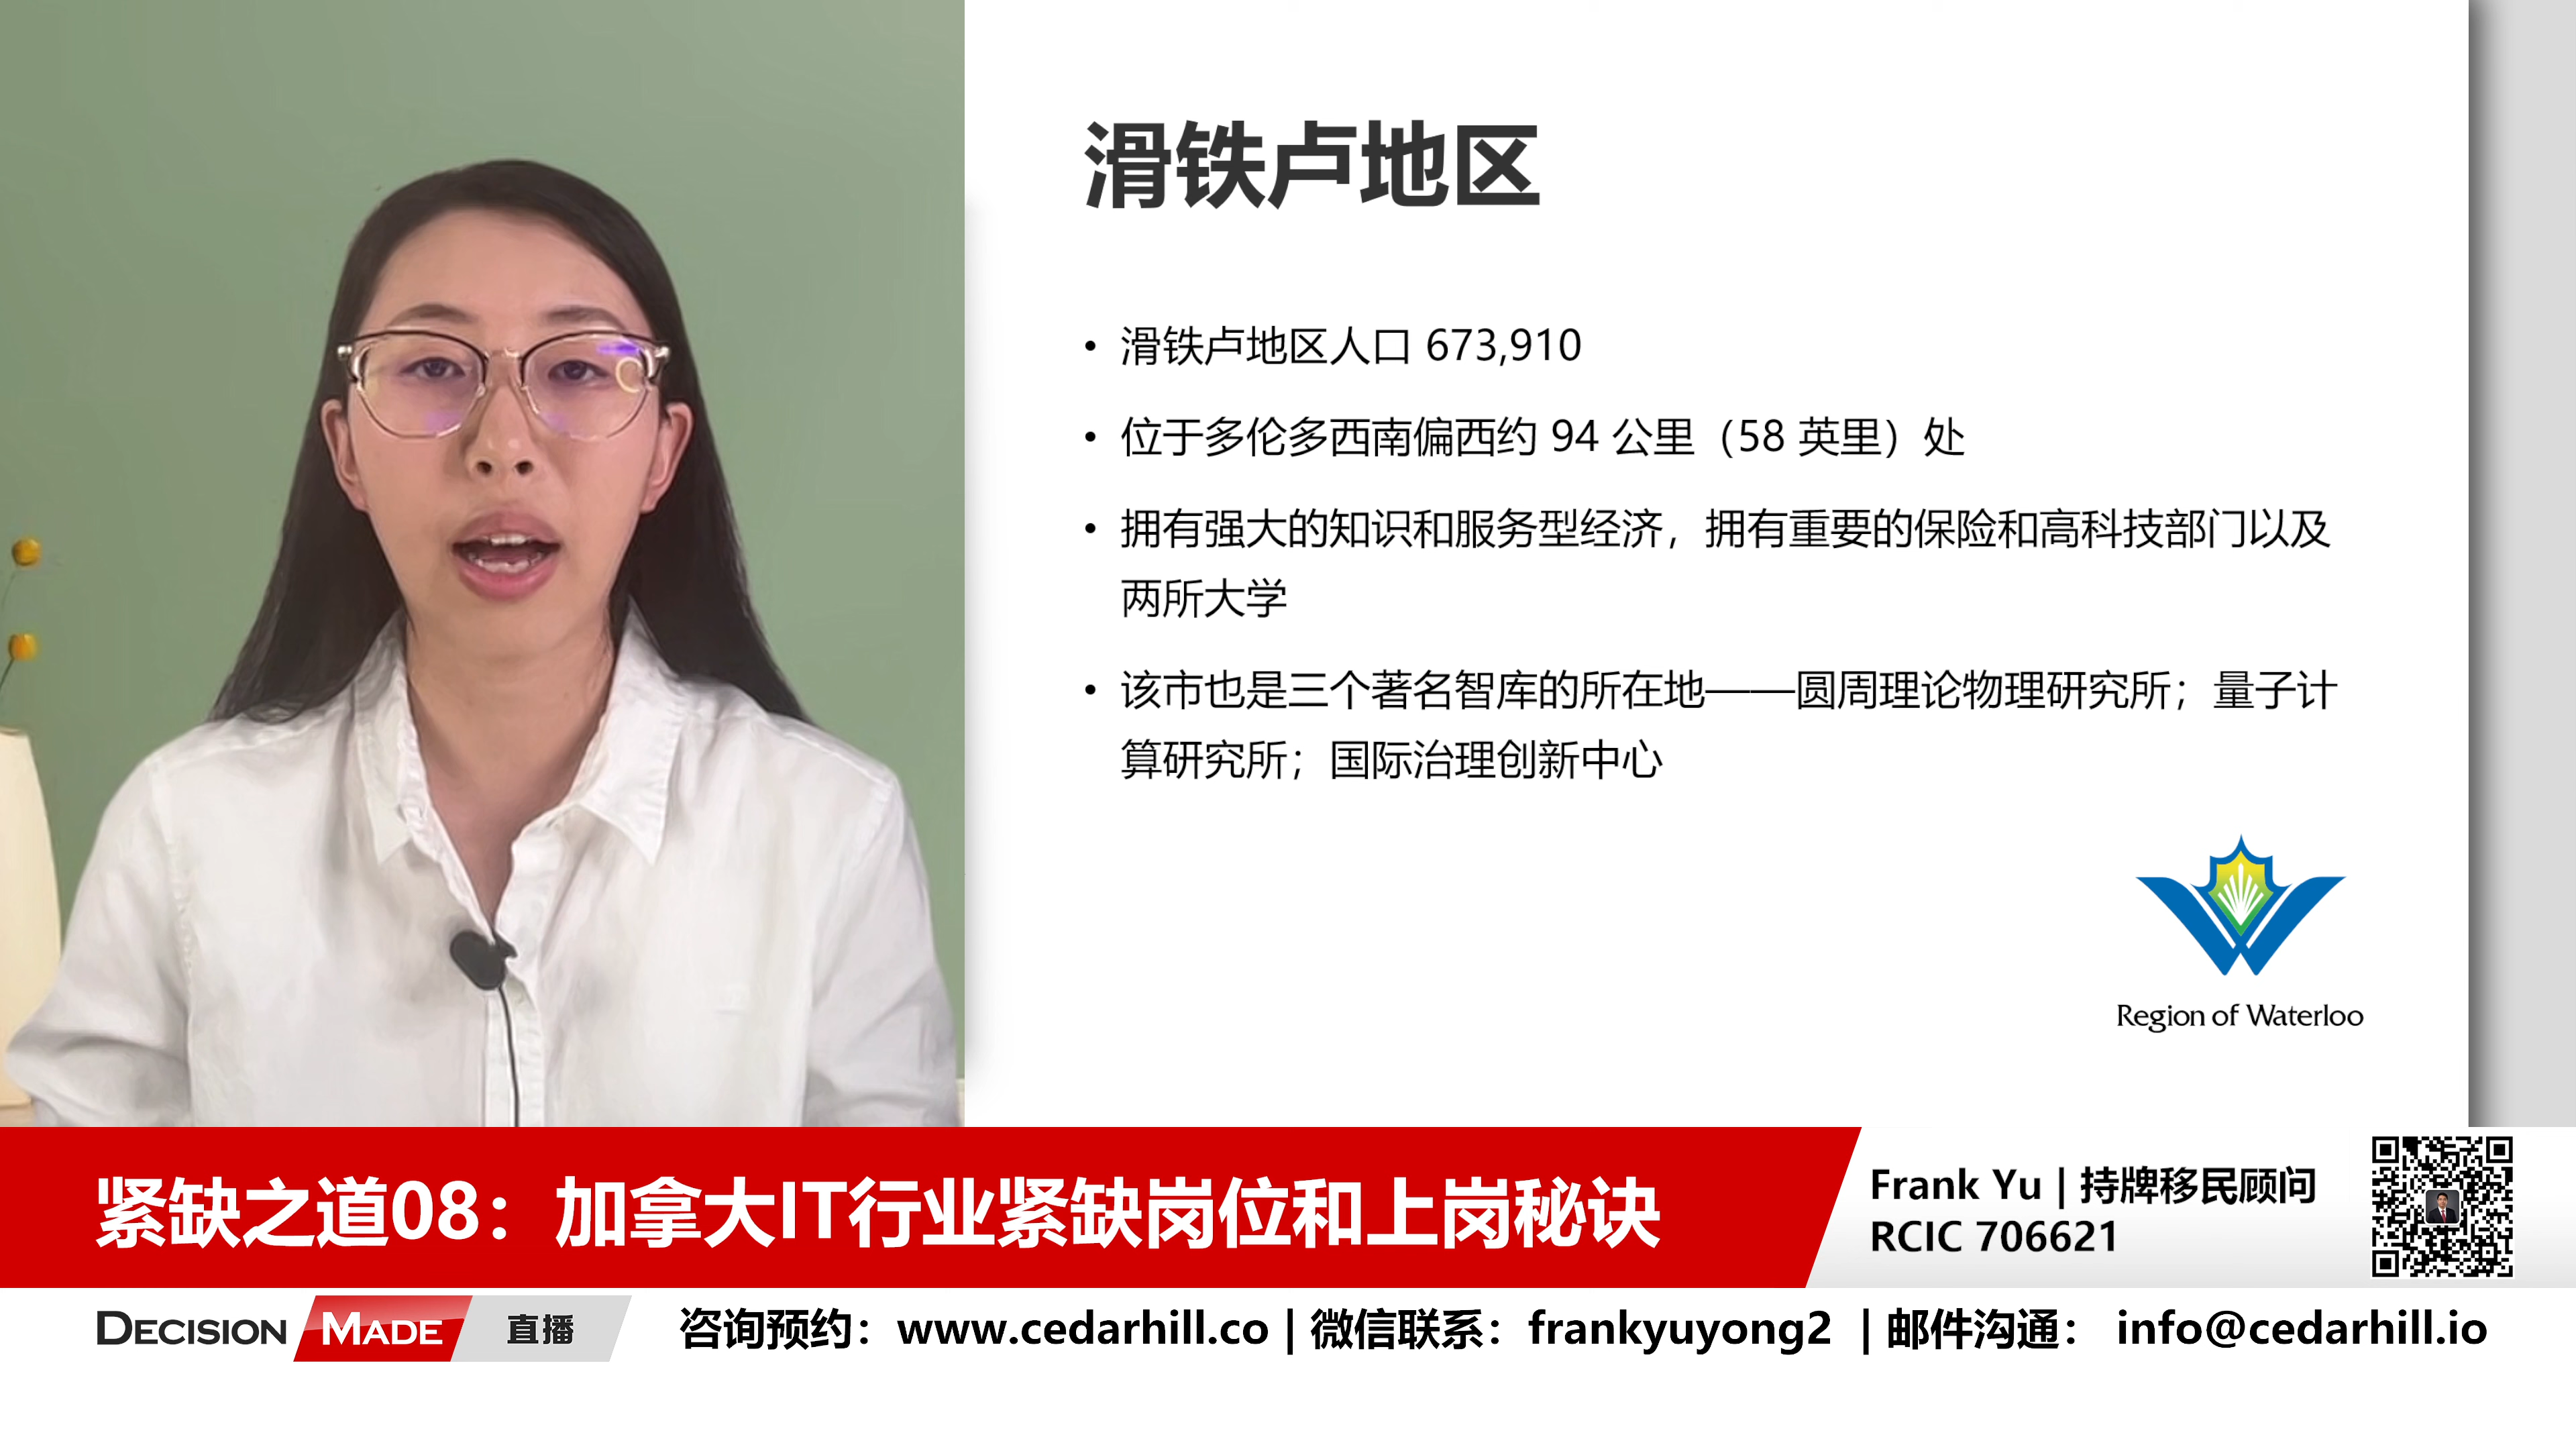 滑铁卢地区
• 滑铁卢地区人口 673,910
• 位于多伦多西南偏西约 94 公里（58 英里）处
• 拥有强大的知识和服务型经济，拥有重要的保险和高科技部门以及
两所大学
• 该市也是三个著名智库的所在地——圆周理论物理研究所；量子计
算研究所；国际治理创新中心
Region of Waterloo
紧缺之道08：加拿大IT行业紧缺岗位和上岗秘诀
Frank Yu | 持牌移民顾问
RCIC 706621
DECISION MADE 直播
咨询预约：www.cedarhill.co | 微信联系：frankyuyong2 | 邮件沟通： info@cedarhill.io